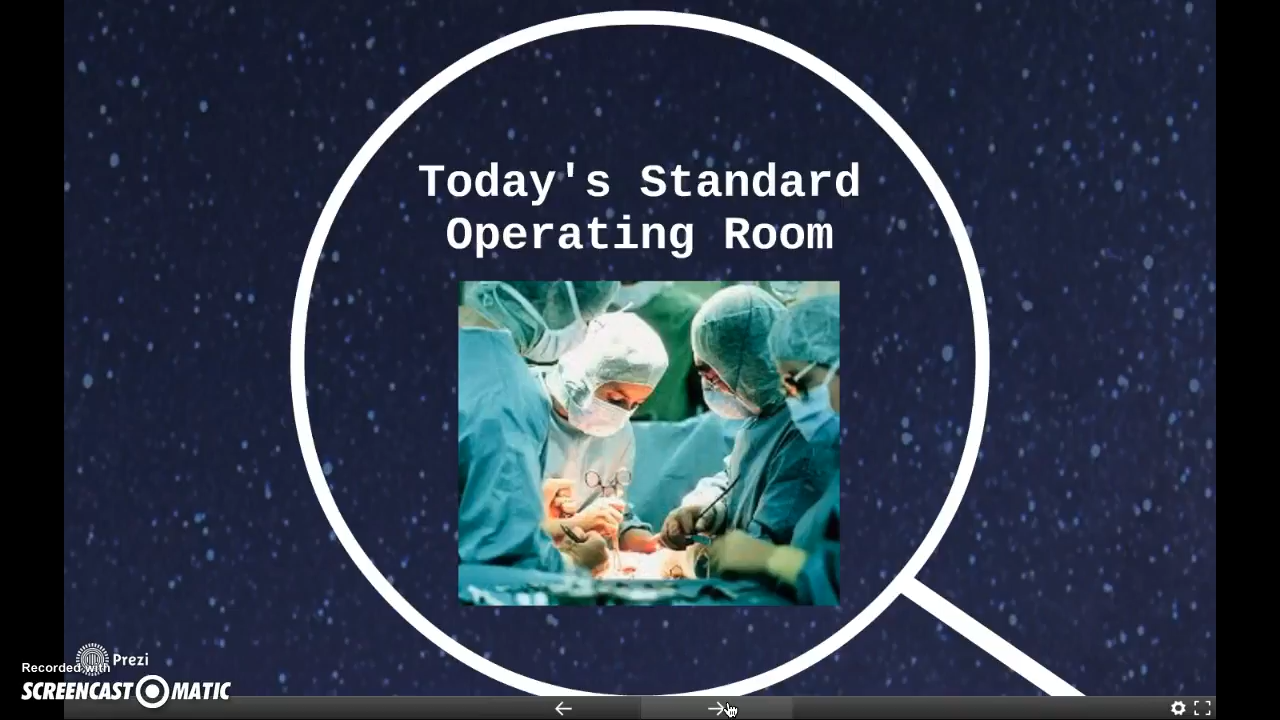 Today's Standard
Operating Room
Prezi
Recorded with
SCREENCAST MATIC